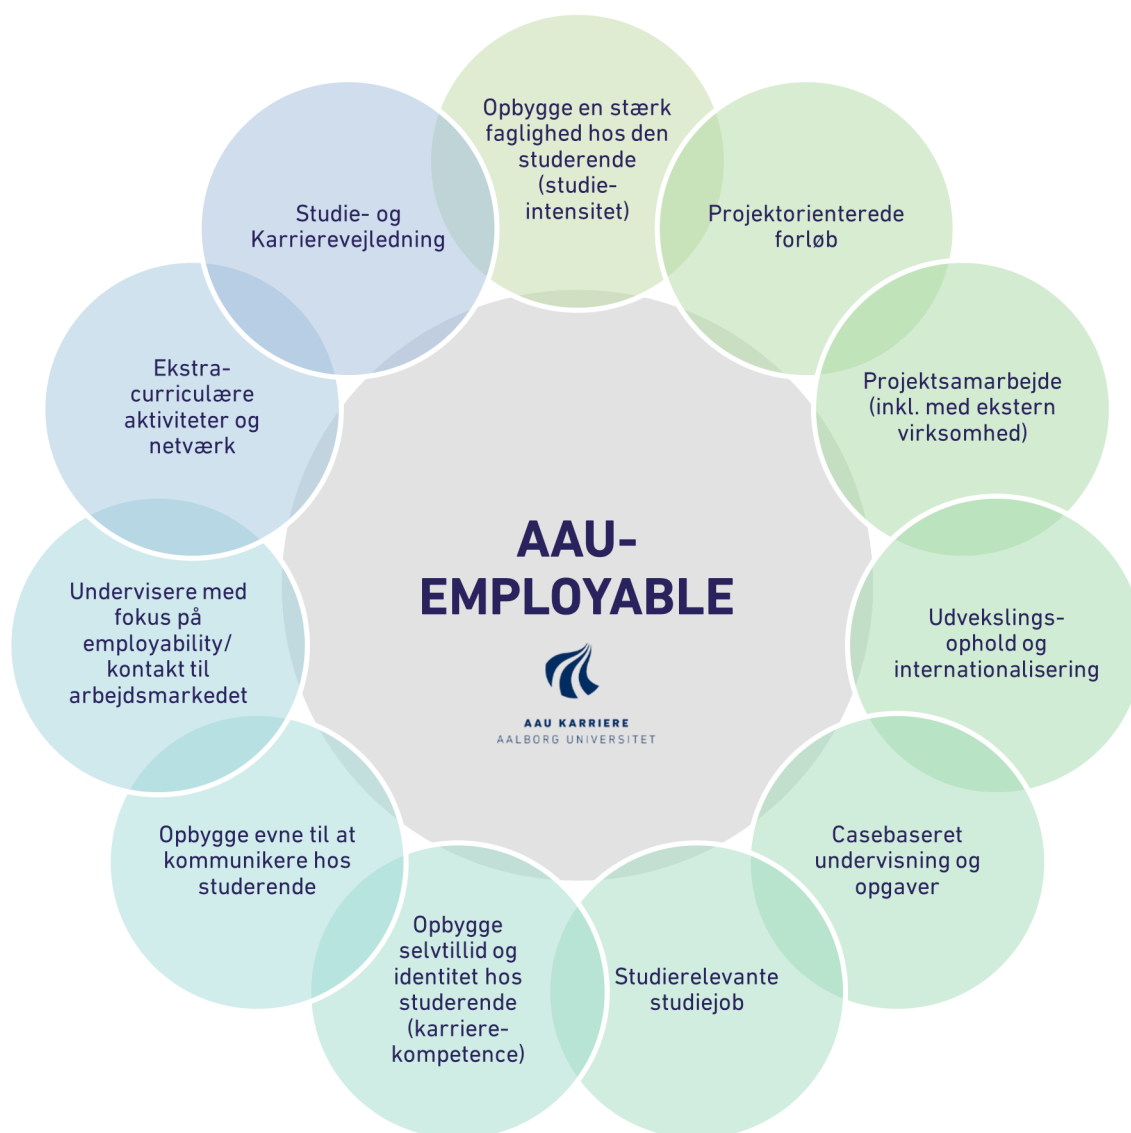 Opbygge en stærk
faglighed hos den
studerende
(studie-
intensitet)
Projektorienterede
forløb
Projektsamarbejde
(inkl. med ekstern
virksomhed)
Udvekslings-
ophold og
internationalisering
Casebaseret
undervisning og
opgaver
Studierelevante
studiejob
Opbygge
selvtillid og
identitet hos
studerende
(karriere-
kompetence)
Opbygge evne til at
kommunikere hos
studerende
Undervisere med
fokus på
employability/
kontakt til
arbejdsmarkedet
Ekstra-
curriculære
aktiviteter og
netværk
Studie- og
Karrierevejledning
AAU-
EMPLOYABLE
AAU KARRIERE
AALBORG UNIVERSITET